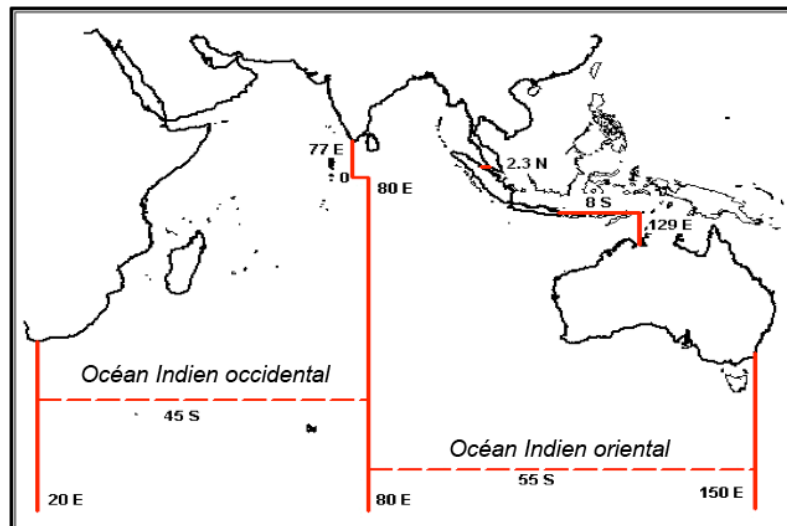 77 E
2.3 N
0
80 E
8 S
129 E
Océan Indien occidental
45 S
Océan Indien oriental
55 S
20 E
80 E
150 E